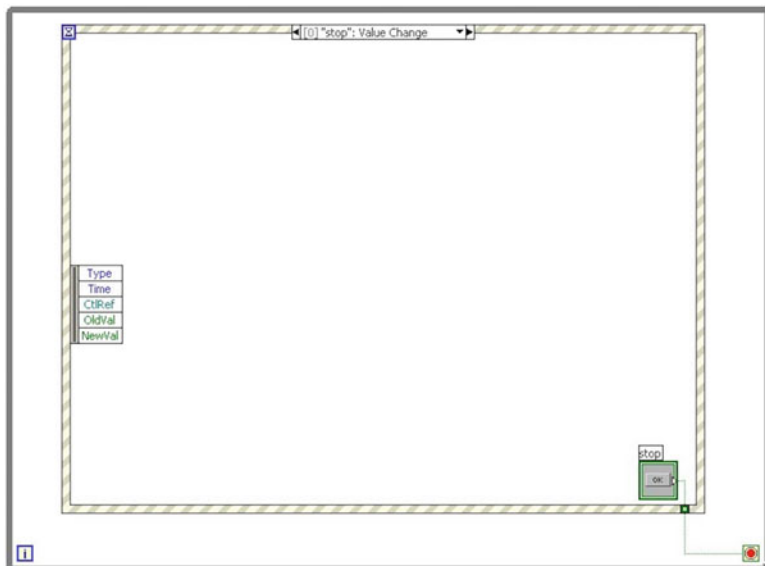 [0] "stop": Value Change
Type
Time
CtlRef
OldVal
NewVal
stop
OK
i